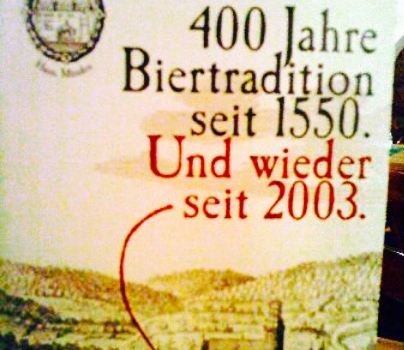 400 Jahre
Biertradition
seit 1550.
Und wieder
seit 2003.